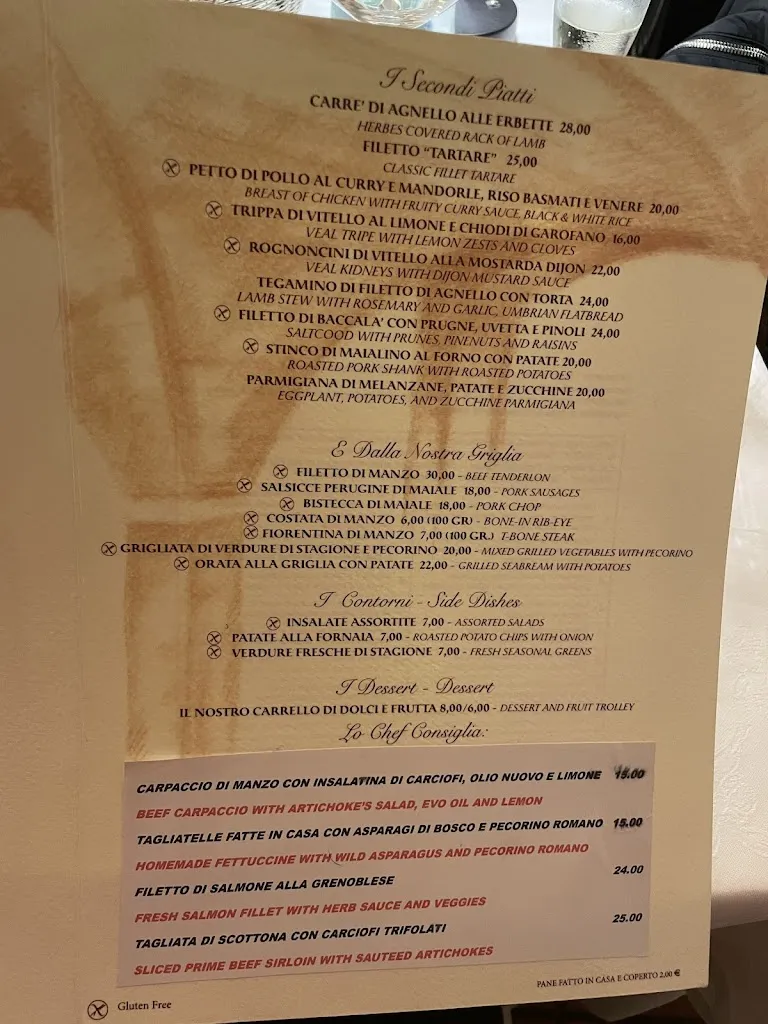 I Secondi Piatti
CARRE' DI AGNELLO ALLE ERBETTE 28,00
HERBES COVERED RACK OF LAMB
FILETTO "TARTARE" 25,00
CLASSIC FILLET TARTARE
PETTO DI POLLO AL CURRY E MANDORLE, RISO BASMATI E VENERE 20,00
BREAST OF CHICKEN WITH FRUITY CURRY SAUCE, BLACK & WHITE RICE
TRIPPA DI VITELLO AL LIMONE E CHIODI DI GAROFANO 16,00
VEAL TRIPE WITH LEMON ZESTS AND CLOVES
ROGNONCINI DI VITELLO ALLA MOSTARDA DIJON 22,00
VEAL KIDNEYS WITH DIJON MUSTARD SAUCE
TEGAMINO DI FILETTO DI AGNELLO CON TORTA 24,00
LAMB STEW WITH ROSEMARY AND GARLIC, UMBRIAN FLATBREAD
FILETTO DI BACCALA' CON PRUGNE, UVETTA E PINOLI 24,00
SALTCOOD WITH PRUNES, PINENUTS AND RAISINS
STINCO DI MAIALINO AL FORNO CON PATATE 20,00
ROASTED PORK SHANK WITH ROASTED POTATOES
PARMIGIANA DI MELANZANE, PATATE E ZUCCHINE 20,00
EGGPLANT, POTATOES, AND ZUCCHINE PARMIGIANA
E Dalla Nostra Griglia
FILETTO DI MANZO 30,00 - BEEF TENDERLON
SALSICCE PERUGINE DI MAIALE 18,00 - PORK SAUSAGES
BISTECCA DI MAIALE 18,00 - PORK CHOP
COSTATA DI MANZO 6,00 (100 GR) - BONE-IN RIB-EYE
FIORENTINA DI MANZO 7,00 (100 GR.) T-BONE STEAK
GRIGLIATA DI VERDURE DI STAGIONE E PECORINO 20,00 - MIXED GRILLED VEGETABLES WITH PECORINO
ORATA ALLA GRIGLIA CON PATATE 22,00 - GRILLED SEABREAM WITH POTATOES
I Contorni - Side Dishes
INSALATE ASSORTITE 7,00 - ASSORTED SALADS
PATATE ALLA FORNAIA 7,00 - ROASTED POTATO CHIPS WITH ONION
VERDURE FRESCHE DI STAGIONE 7,00 - FRESH SEASONAL GREENS
I Dessert - Dessert
IL NOSTRO CARRELLO DI DOLCI E FRUTTA 8,00/6,00 - DESSERT AND FRUIT TROLLEY
Lo Chef Consiglia:
CARPACCIO DI MANZO CON INSALATINA DI CARCIOFI, OLIO NUOVO E LIMONE 15.00
BEEF CARPACCIO WITH ARTICHOKE'S SALAD, EVO OIL AND LEMON
TAGLIATELLE FATTE IN CASA CON ASPARAGI DI BOSCO E PECORINO ROMANO 15.00
HOMEMADE FETTUCCINE WITH WILD ASPARAGUS AND PECORINO ROMANO
FILETTO DI SALMONE ALLA GRENOBLESE 24.00
FRESH SALMON FILLET WITH HERB SAUCE AND VEGGIES
TAGLIATA DI SCOTTONA CON CARCIOFI TRIFOLATI 25.00
SLICED PRIME BEEF SIRLOIN WITH SAUTEED ARTICHOKES
PANE FATTO IN CASA E COPERTO 2,00 €
Gluten Free